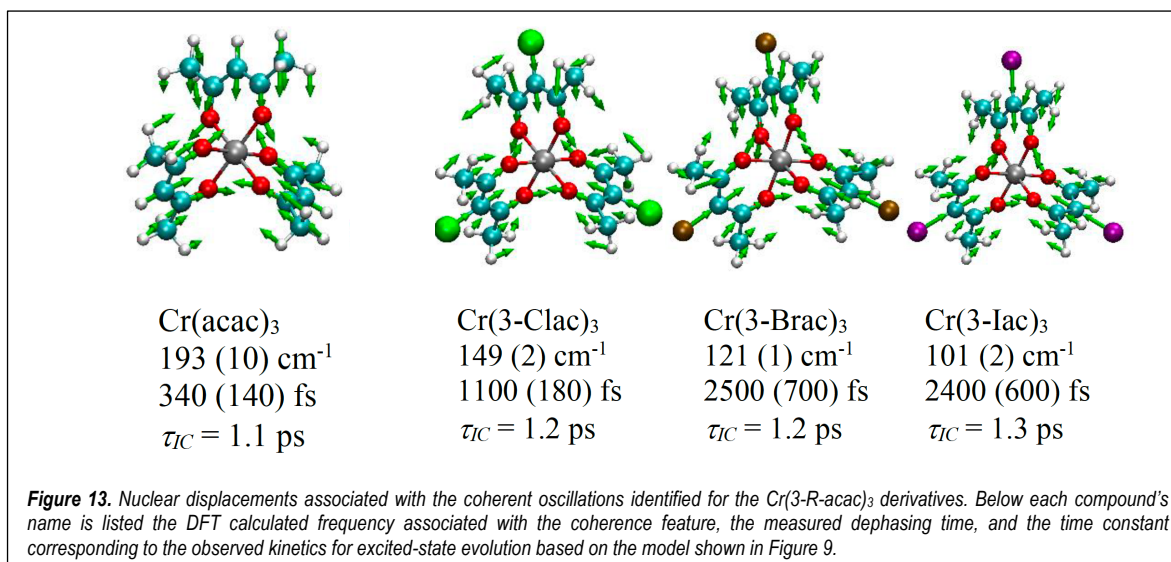 Cr(acac)₃ Cr(3-Clac)₃ Cr(3-Brac)₃ Cr(3-Iac)₃
193 (10) cm⁻¹ 149 (2) cm⁻¹ 121 (1) cm⁻¹ 101 (2) cm⁻¹
340 (140) fs 1100 (180) fs 2500 (700) fs 2400 (600) fs
τIC = 1.1 ps τIC = 1.2 ps τIC = 1.2 ps τIC = 1.3 ps
Figure 13. Nuclear displacements associated with the coherent oscillations identified for the Cr(3-R-acac)₃ derivatives. Below each compound's
name is listed the DFT calculated frequency associated with the coherence feature, the measured dephasing time, and the time constant
corresponding to the observed kinetics for excited-state evolution based on the model shown in Figure 9.